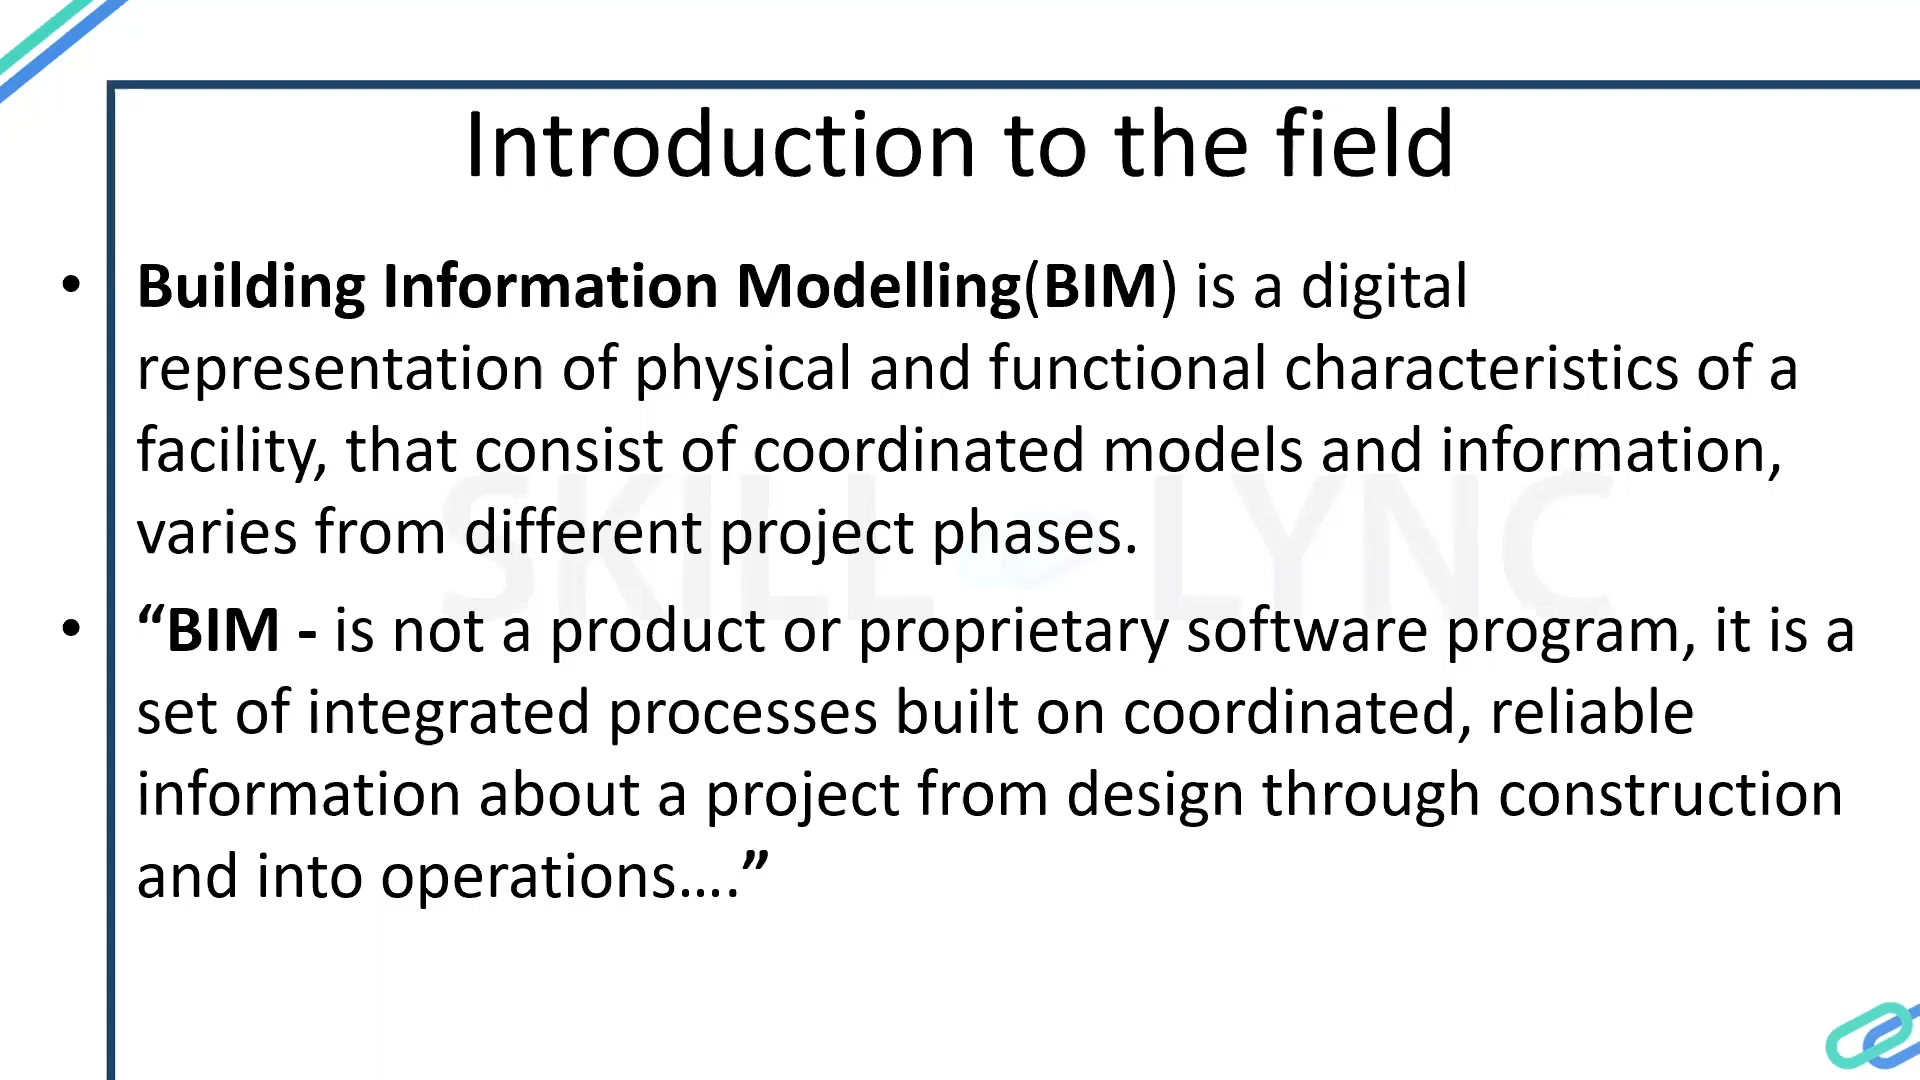 Introduction to the field
• Building Information Modelling(BIM) is a digital
representation of physical and functional characteristics of a
facility, that consist of coordinated models and information,
varies from different project phases.
• “BIM - is not a product or proprietary software program, it is a
set of integrated processes built on coordinated, reliable
information about a project from design through construction
and into operations….”
SKILL LYNC